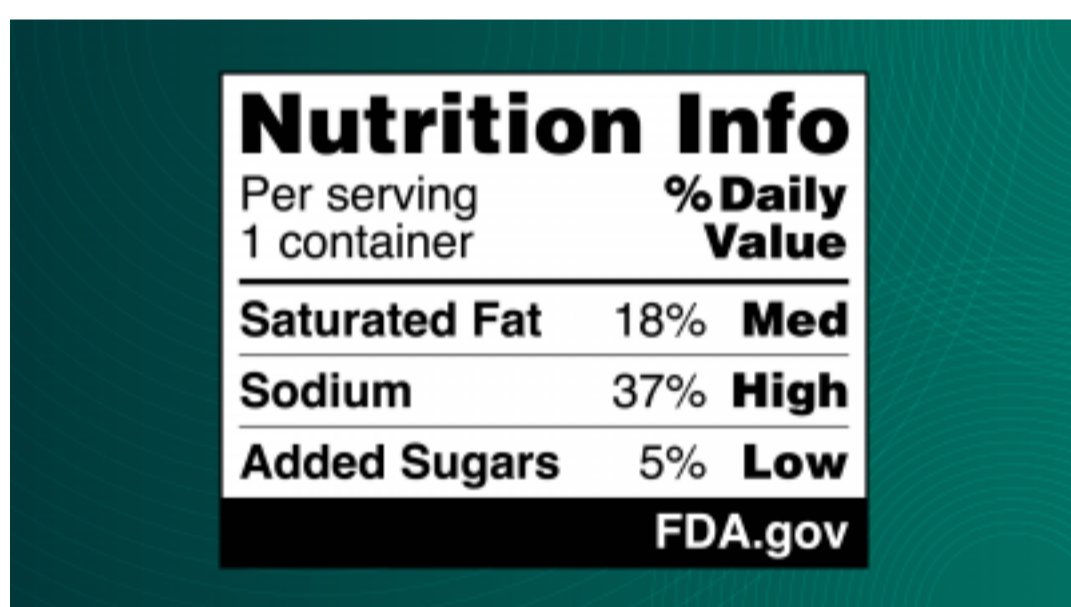 Nutrition Info
Per serving
1 container
% Daily
Value
Saturated Fat 18% Med
Sodium 37% High
Added Sugars 5% Low
FDA.gov